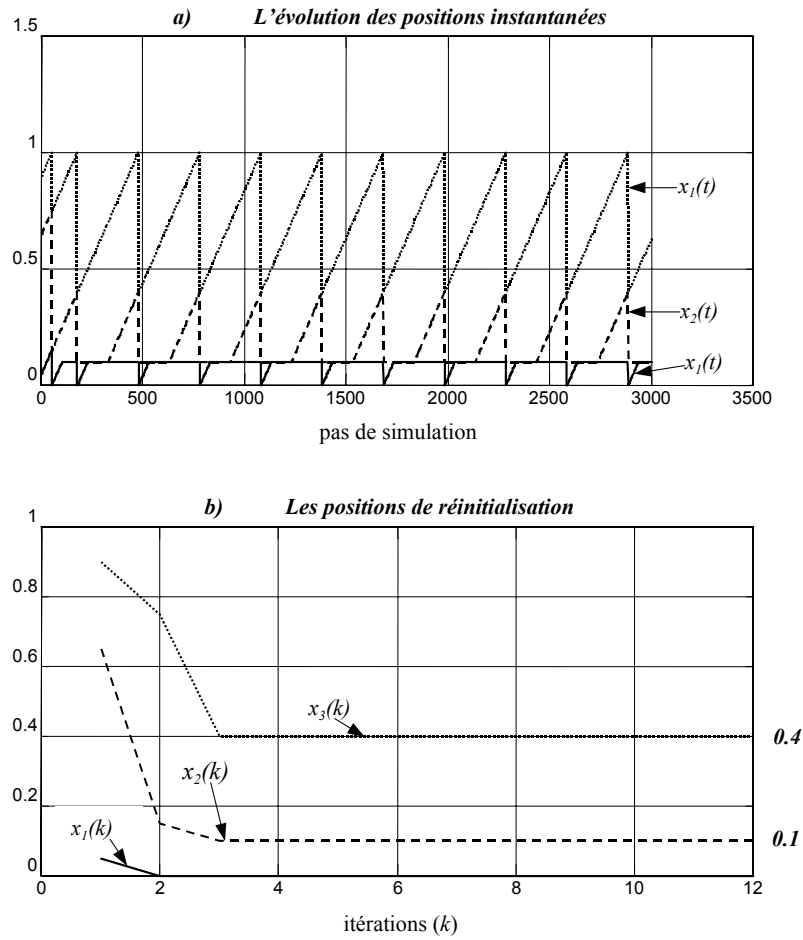 a) L'évolution des positions instantanées
1.5
1
x1(t)
0.5
x2(t)
x1(t)
0
0 500 1000 1500 2000 2500 3000 3500
pas de simulation
b) Les positions de réinitialisation
1
0.8
0.6
x3(k)
0.4
0.4
x2(k)
0.2
x1(k)
0.1
0
0 2 4 6 8 10 12
itérations (k)